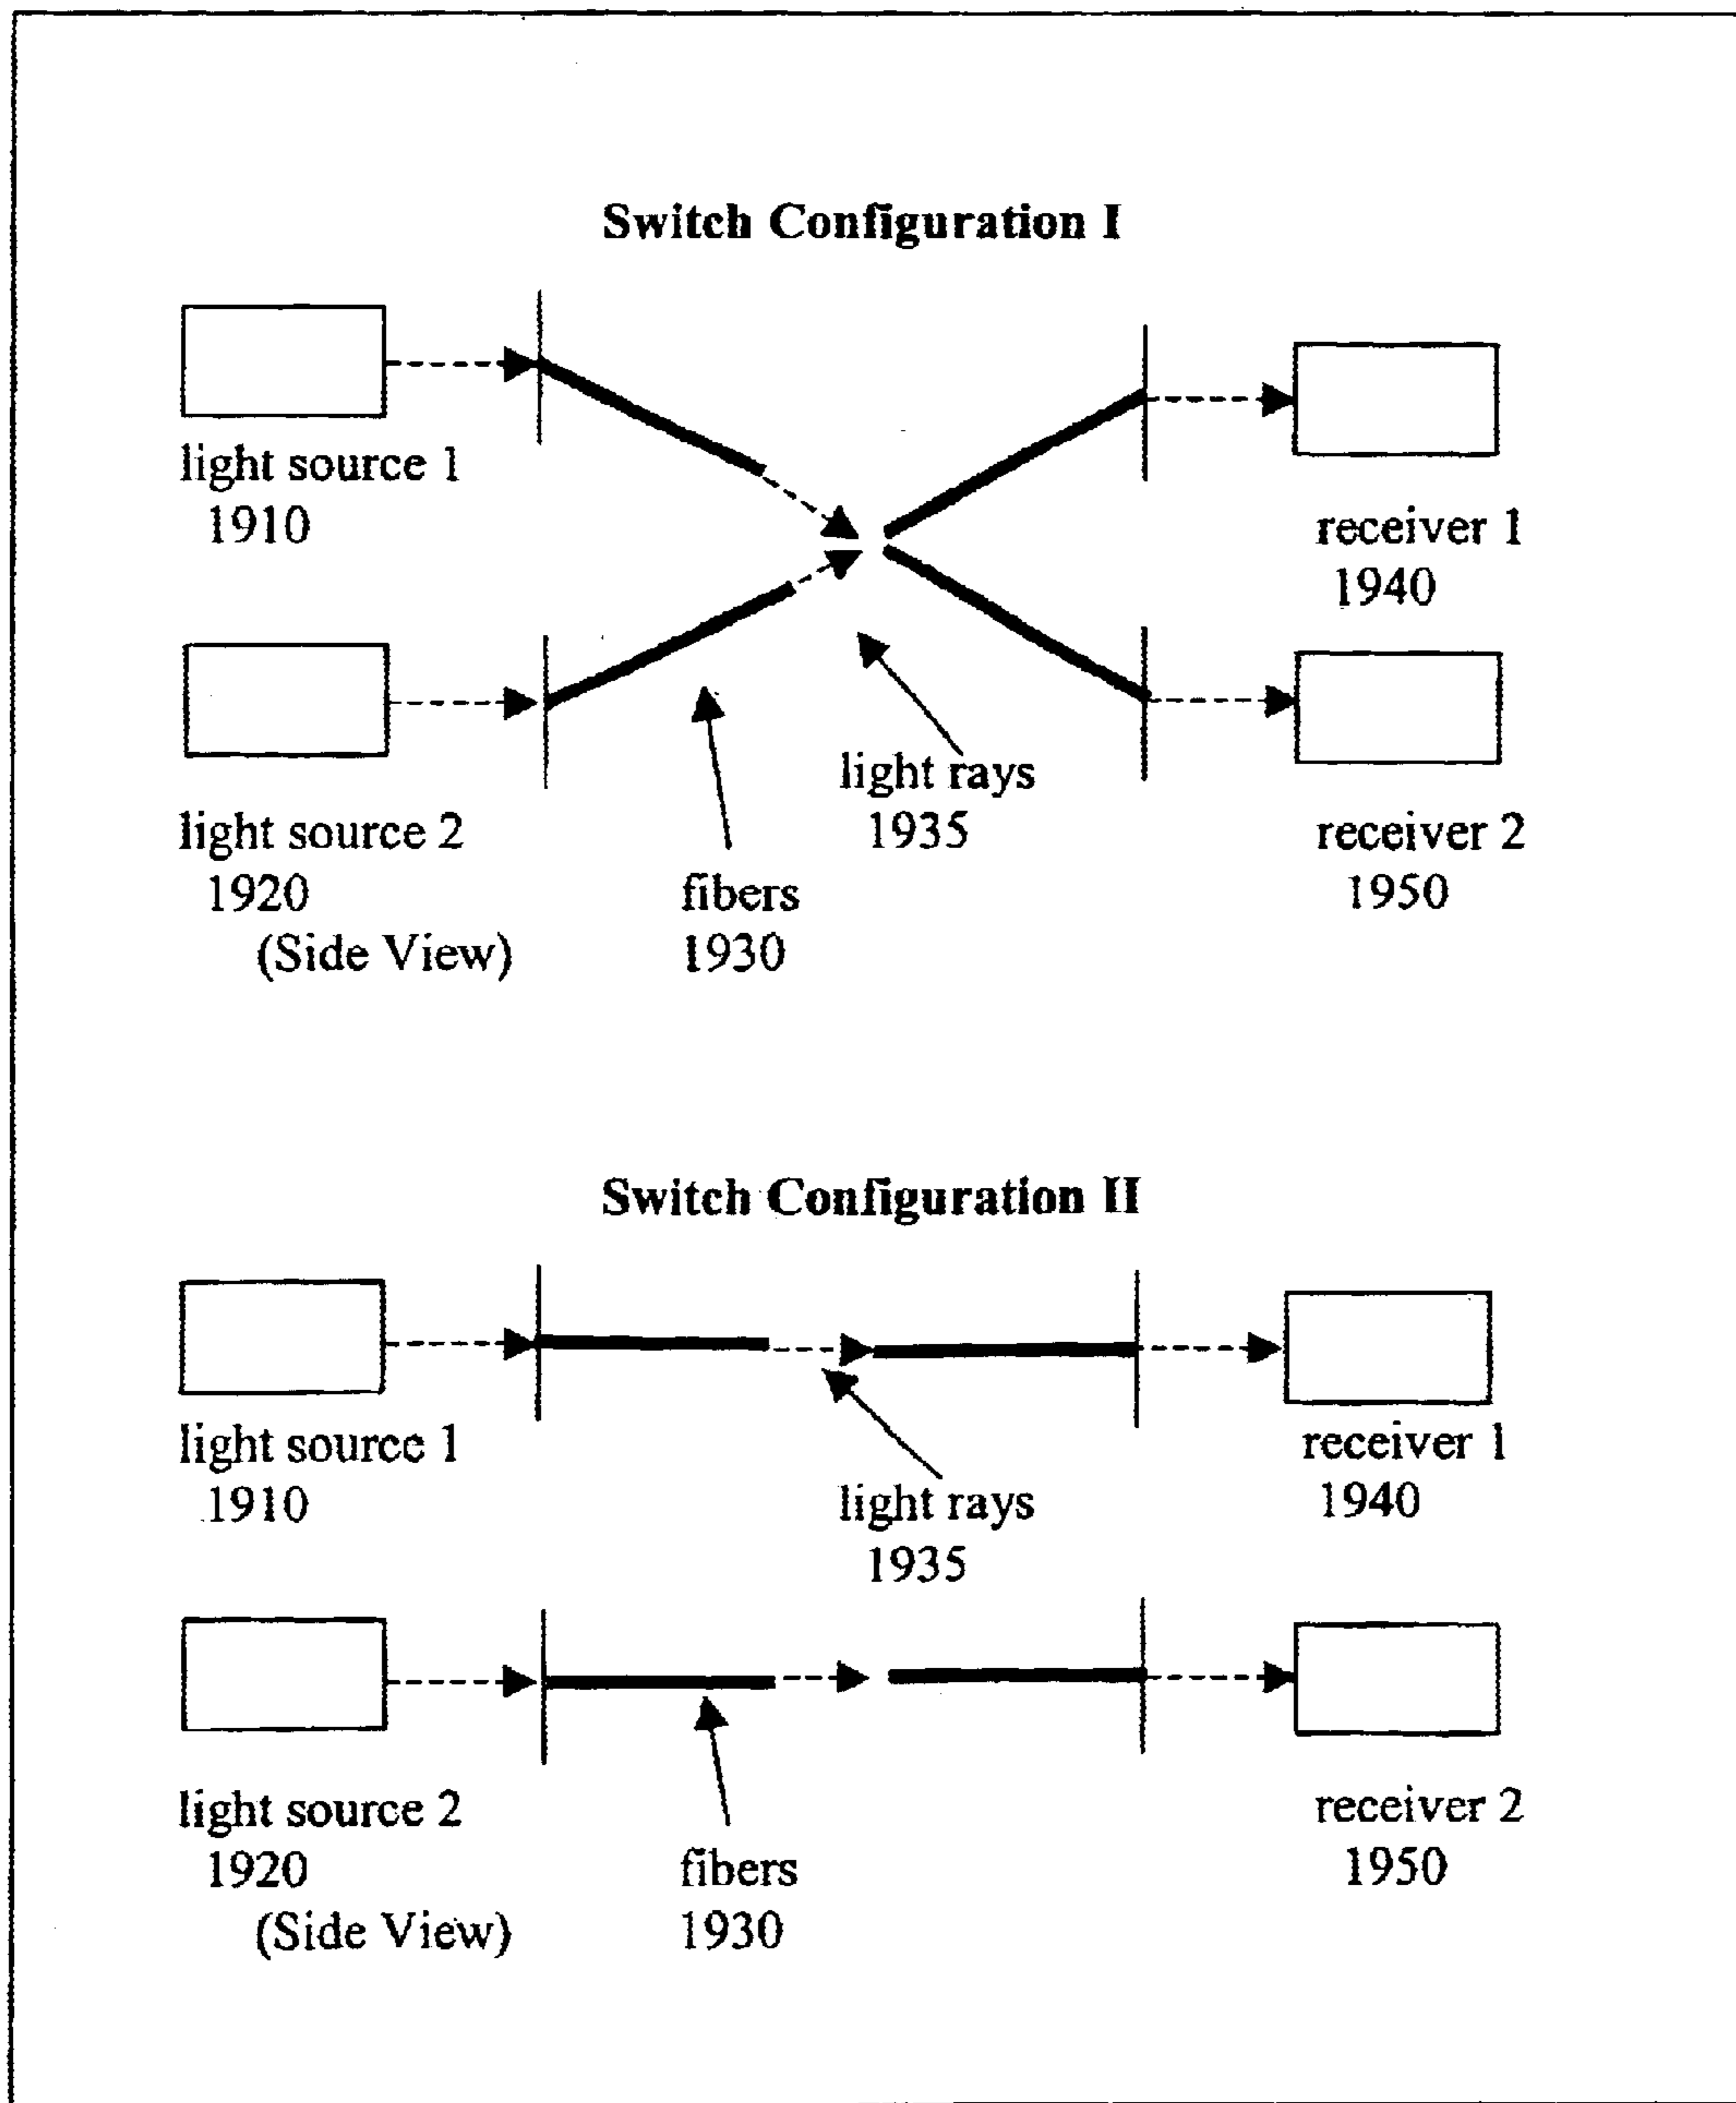 Switch Configuration I
light source 1
1910
receiver 1
1940
light rays
1935
light source 2
1920
(Side View)
fibers
1930
receiver 2
1950
Switch Configuration II
light source 1
1910
light rays
1935
receiver 1
1940
light source 2
1920
(Side View)
fibers
1930
receiver 2
1950